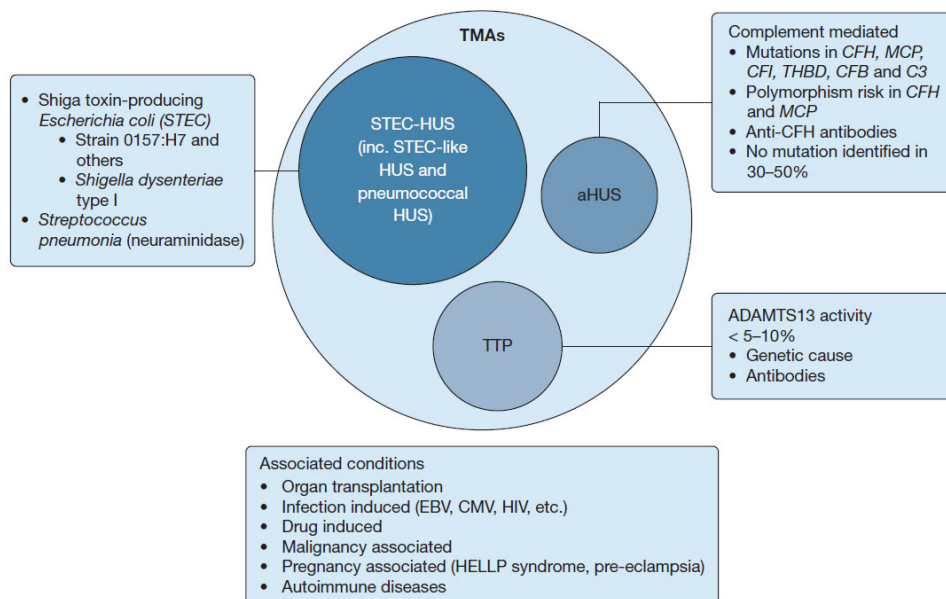 TMAs
• Shiga toxin-producing
Escherichia coli (STEC)
• Strain 0157:H7 and
others
• Shigella dysenteriae
type I
• Streptococcus
pneumonia (neuraminidase)
STEC-HUS
(inc. STEC-like
HUS and
pneumococcal
HUS)
aHUS
Complement mediated
• Mutations in CFH, MCP,
CFI, THBD, CFB and C3
• Polymorphism risk in CFH
and MCP
• Anti-CFH antibodies
• No mutation identified in
30–50%
TTP
ADAMTS13 activity
< 5–10%
• Genetic cause
• Antibodies
Associated conditions
• Organ transplantation
• Infection induced (EBV, CMV, HIV, etc.)
• Drug induced
• Malignancy associated
• Pregnancy associated (HELLP syndrome, pre-eclampsia)
• Autoimmune diseases